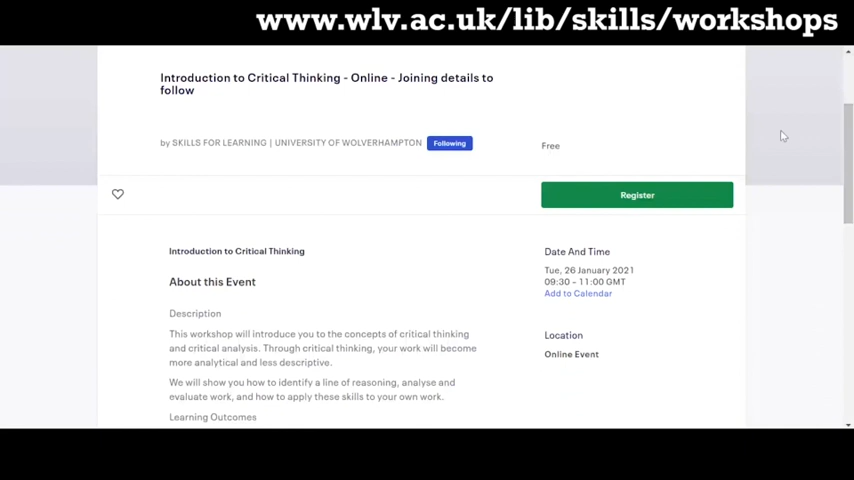 www.wlv.ac.uk/lib/skills/workshops
Introduction to Critical Thinking - Online - Joining details to
follow
by SKILLS FOR LEARNING | UNIVERSITY OF WOLVERHAMPTON Following
Free
Register
Introduction to Critical Thinking
About this Event
Description
This workshop will introduce you to the concepts of critical thinking
and critical analysis. Through critical thinking, your work will become
more analytical and less descriptive.
We will show you how to identify a line of reasoning, analyse and
evaluate work, and how to apply these skills to your own work.
Learning Outcomes
Date And Time
Tue, 26 January 2021
09:30 – 11:00 GMT
Add to Calendar
Location
Online Event